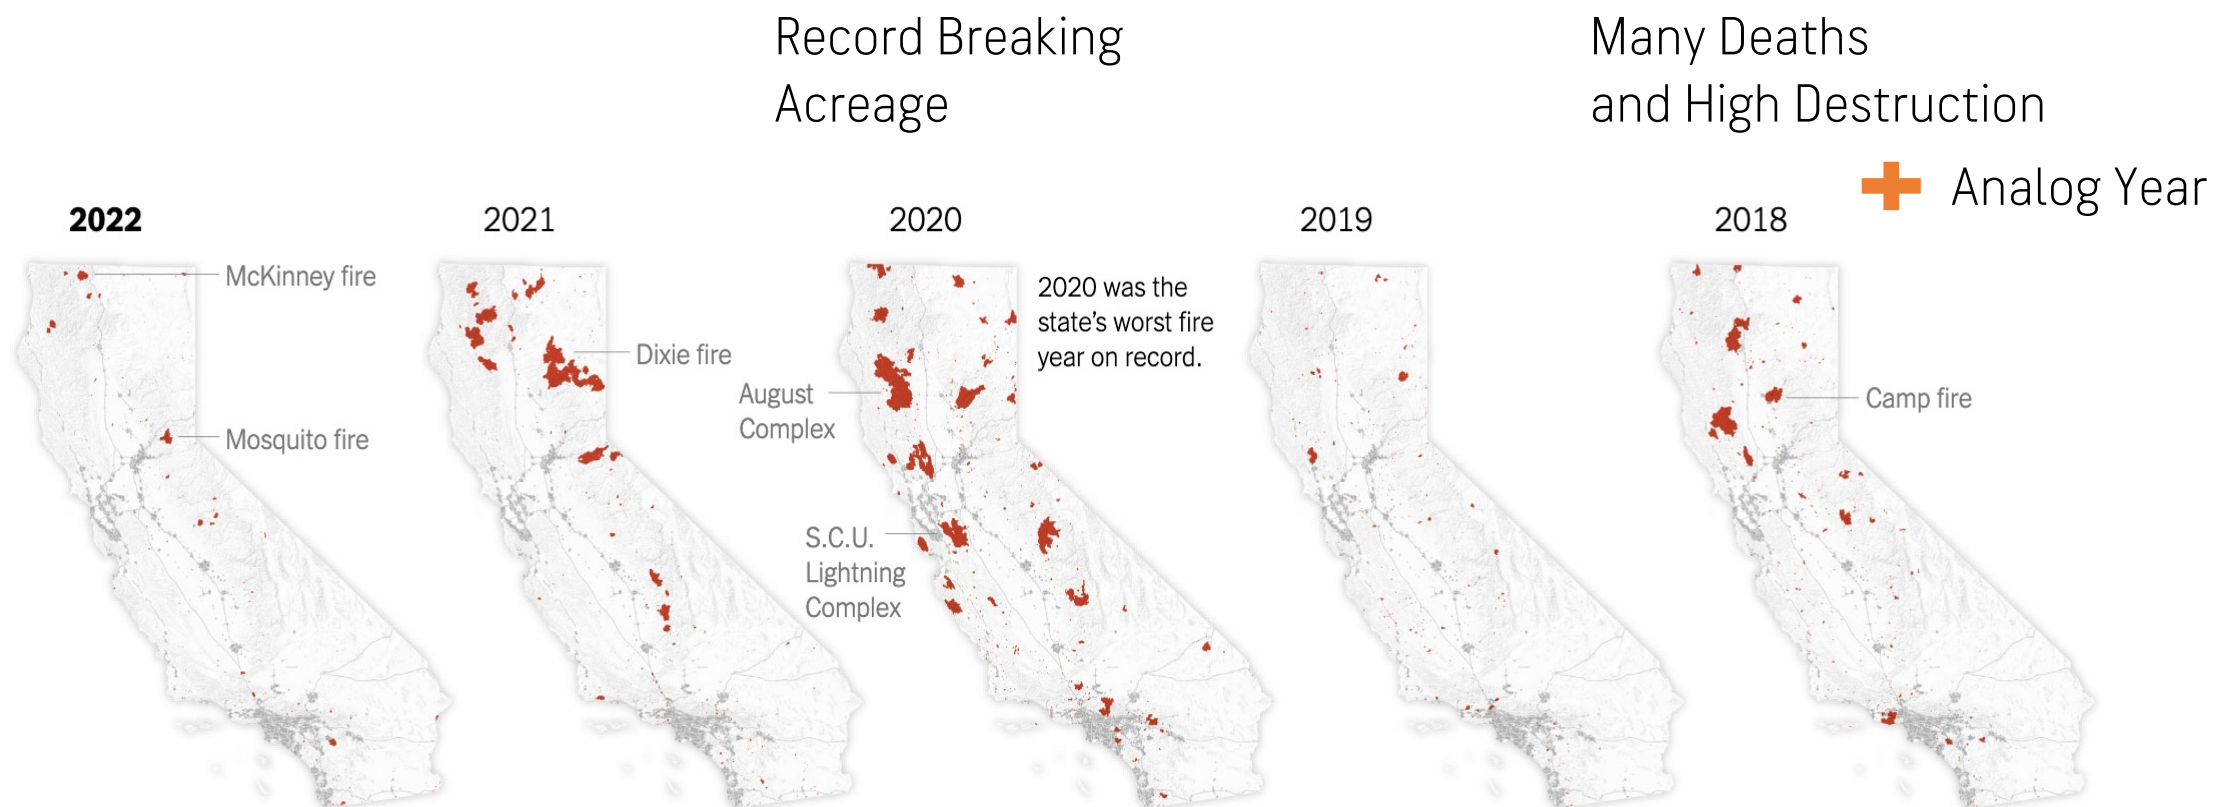 Record Breaking
Acreage
Many Deaths
and High Destruction
Analog Year
2022
2021
2020
2019
2018
McKinney fire
Mosquito fire
Dixie fire
August
Complex
S.C.U.
Lightning
Complex
2020 was the
state’s worst fire
year on record.
Camp fire